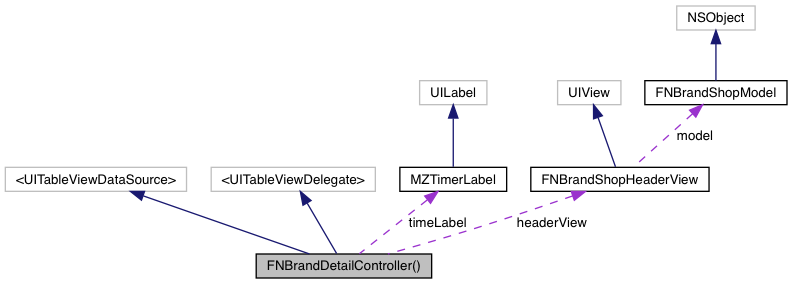 NSObject
UILabel
UIView
FNBrandShopModel
model
<UITableViewDataSource>
<UITableViewDelegate>
MZTimerLabel
FNBrandShopHeaderView
timeLabel
headerView
FNBrandDetailController()